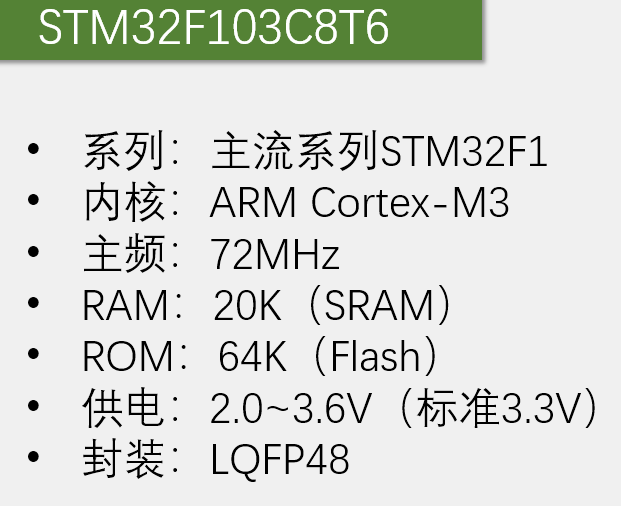 STM32F103C8T6
• 系列：主流系列STM32F1
• 内核：ARM Cortex-M3
• 主频：72MHz
• RAM：20K（SRAM）
• ROM：64K（Flash）
• 供电：2.0~3.6V（标准3.3V）
• 封装：LQFP48